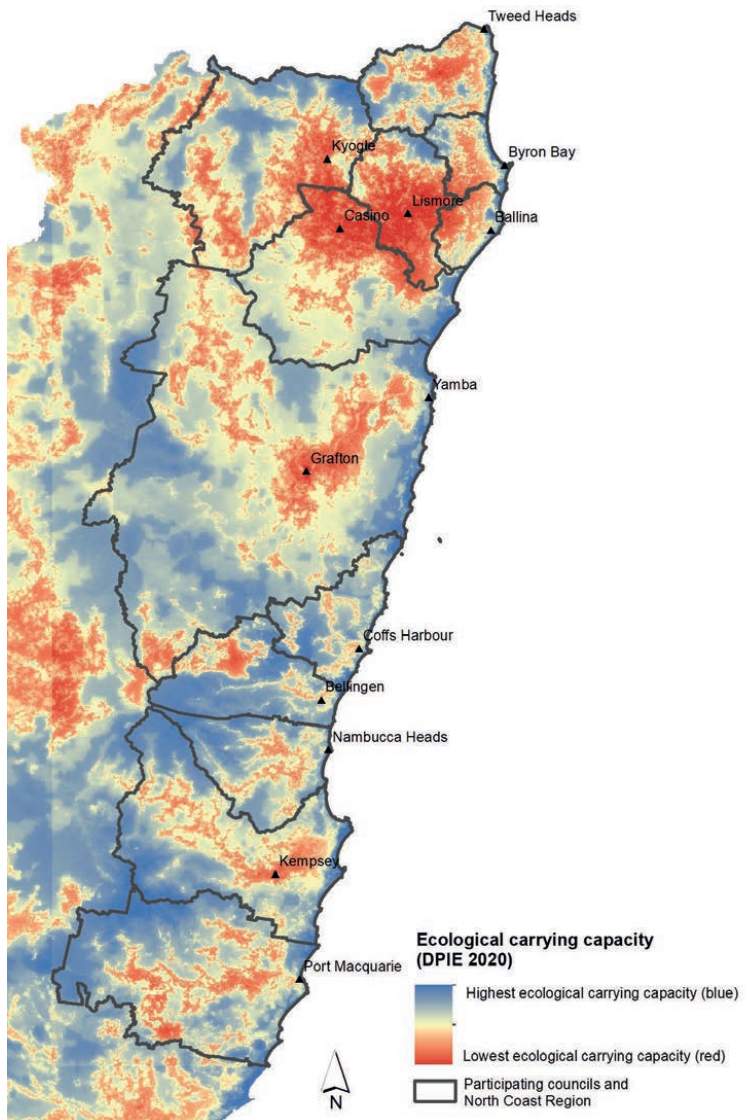 Tweed Heads
Kyogle
Byron Bay
Lismore
Casino
Ballina
Yamba
Grafton
Coffs Harbour
Bellingen
Nambucca Heads
Kempsey
Port Macquarie
Ecological carrying capacity
(DPIE 2020)
Highest ecological carrying capacity (blue)
Lowest ecological carrying capacity (red)
Participating councils and
North Coast Region
N